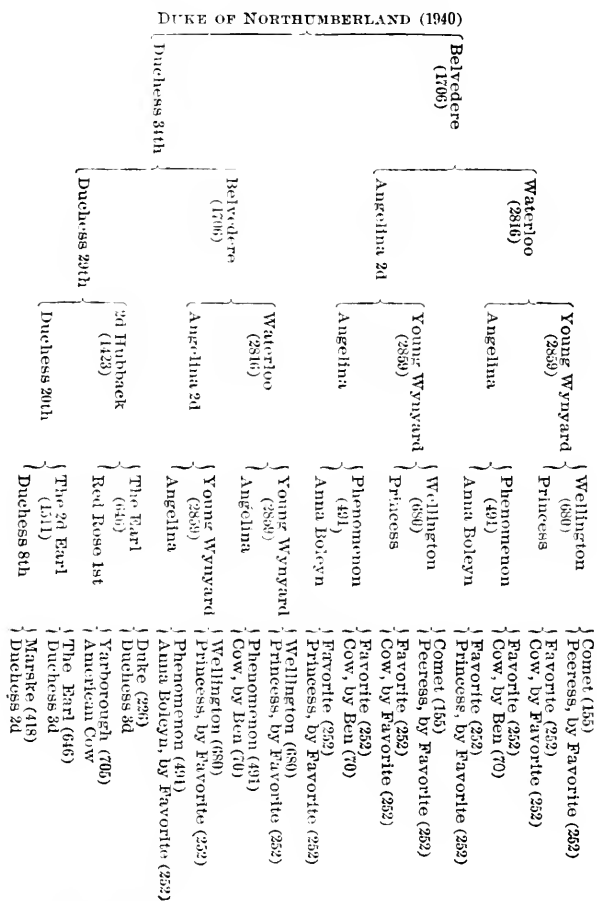 DUKE OF NORTHUMBERLAND (1940)
Belvedere
(1706)
Duchess 34th
Waterloo
(2816)
Angelina 2d
Belvedere
(1706)
Duchess 29th
Young Wynyard
(2859)
Angelina
Young Wynyard
(2859)
Angelina
Waterloo
(2816)
Angelina 2d
2d Hubback
(1423)
Duchess 20th
Wellington
(680)
Princess
Phenomenon
(491)
Anna Boleyn
Wellington
(680)
Princess
Phenomenon
(491)
Anna Boleyn
Young Wynyard
(2859)
Angelina
Young Wynyard
(2859)
Angelina
The Earl
(646)
Red Rose 1st
The 2d Earl
(1511)
Duchess 8th
Comet (155)
Peeress, by Favorite (252)
Favorite (252)
Cow, by Favorite (252)
Favorite (252)
Cow, by Ben (70)
Favorite (252)
Princess, by Favorite (252)
Comet (155)
Peeress, by Favorite (252)
Favorite (252)
Cow, by Favorite (252)
Favorite (252)
Cow, by Ben (70)
Favorite (252)
Princess, by Favorite (252)
Wellington (680)
Princess, by Favorite (252)
Phenomenon (491)
Cow, by Ben (70)
Wellington (680)
Princess, by Favorite (252)
Phenomenon (491)
Anna Boleyn, by Favorite (252)
Duke (226)
Duchess 3d
Yarborough (705)
American Cow
The Earl (646)
Duchess 3d
Marske (418)
Duchess 2d